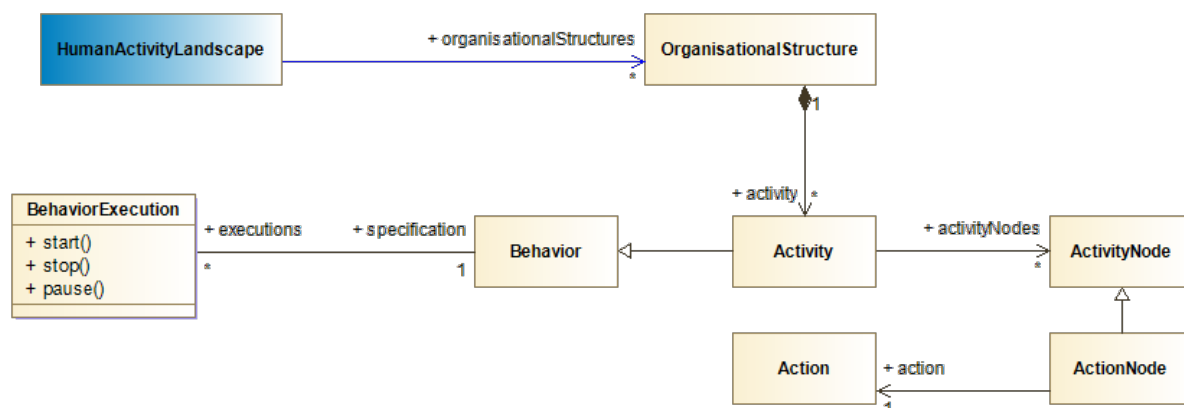 HumanActivityLandscape
+ organisationalStructures
*
OrganisationalStructure
1
+ activity
*
BehaviorExecution
+ start()
+ stop()
+ pause()
+ executions
*
+ specification
1
Behavior
Activity
+ activityNodes
*
ActivityNode
Action
+ action
1
ActionNode